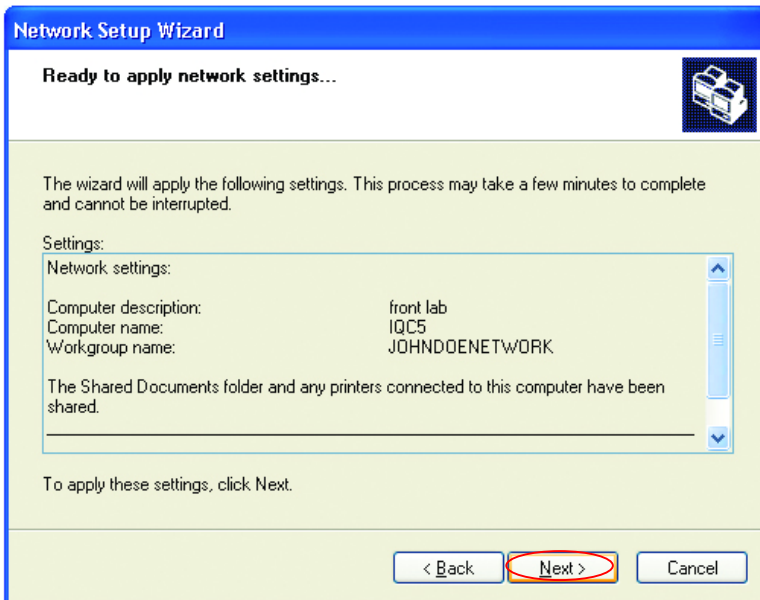 Network Setup Wizard
Ready to apply network settings...
The wizard will apply the following settings. This process may take a few minutes to complete
and cannot be interrupted.
Settings:
Network settings:
Computer description: front lab
Computer name: IQC5
Workgroup name: JOHNDOENETWORK
The Shared Documents folder and any printers connected to this computer have been
shared.
To apply these settings, click Next.
< Back Next > Cancel